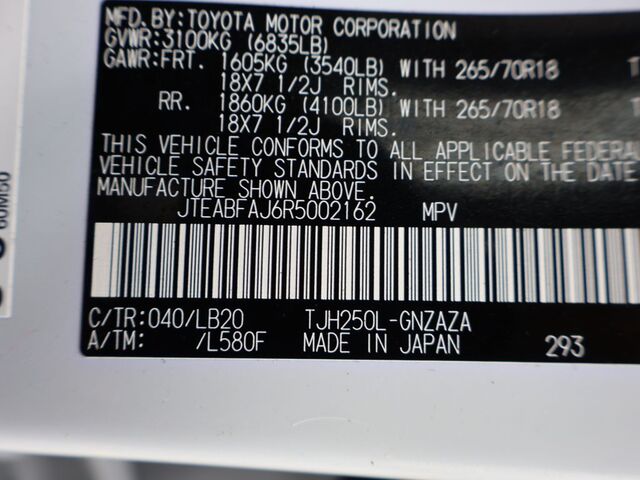 MFD. BY: TOYOTA MOTOR CORPORATION
GVWR: 3100KG (6835LB)
GAWR: FRT. 1605KG (3540LB) WITH 265/70R18
18X7 1/2J RIMS.
RR. 1860KG (4100LB) WITH 265/70R18
18X7 1/2J RIMS.
THIS VEHICLE CONFORMS TO ALL APPLICABLE FEDERAL
VEHICLE SAFETY STANDARDS IN EFFECT ON THE DATE
MANUFACTURE SHOWN ABOVE.
JTEABFAJ6R5002162 MPV
C/TR: 040/LB20 TJH250L-GNZAZA
A/TM: /L580F MADE IN JAPAN 293